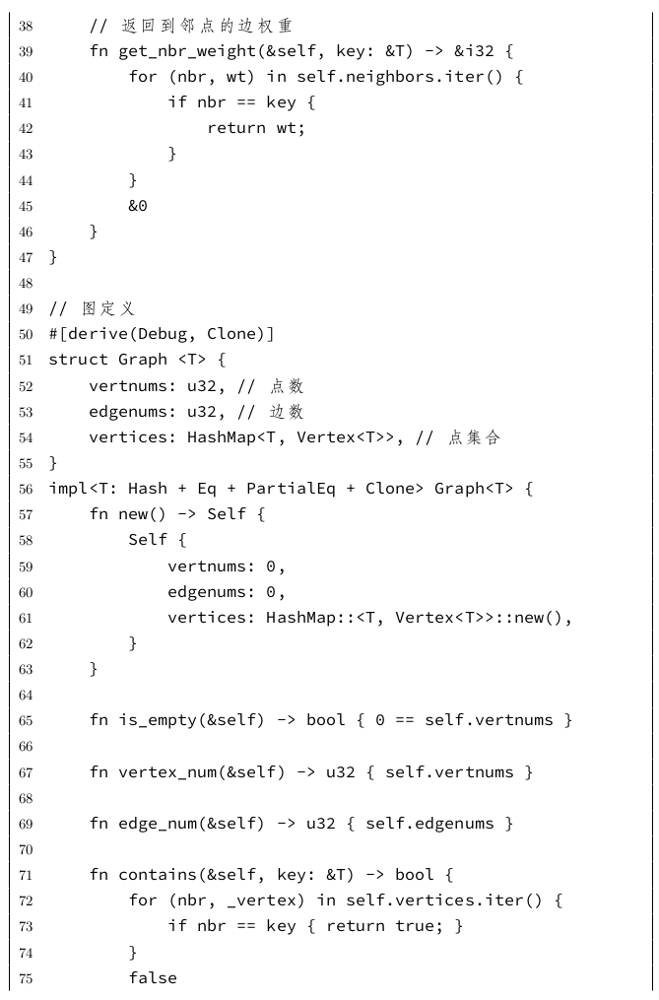 38     // 返回到邻点的边权重
39     fn get_nbr_weight(&self, key: &T) -> &i32 {
40         for (nbr, wt) in self.neighbors.iter() {
41             if nbr == key {
42                 return wt;
43             }
44         }
45         &0
46     }
47 }
48
49 // 图定义
50 #[derive(Debug, Clone)]
51 struct Graph <T> {
52     vertnums: u32, // 点数
53     edgenums: u32, // 边数
54     vertices: HashMap<T, Vertex<T>>, // 点集合
55 }
56 impl<T: Hash + Eq + PartialEq + Clone> Graph<T> {
57     fn new() -> Self {
58         Self {
59             vertnums: 0,
60             edgenums: 0,
61             vertices: HashMap::<T, Vertex<T>>::new(),
62         }
63     }
64
65     fn is_empty(&self) -> bool { 0 == self.vertnums }
66
67     fn vertex_num(&self) -> u32 { self.vertnums }
68
69     fn edge_num(&self) -> u32 { self.edgenums }
70
71     fn contains(&self, key: &T) -> bool {
72         for (nbr, _vertex) in self.vertices.iter() {
73             if nbr == key { return true; }
74         }
75         false